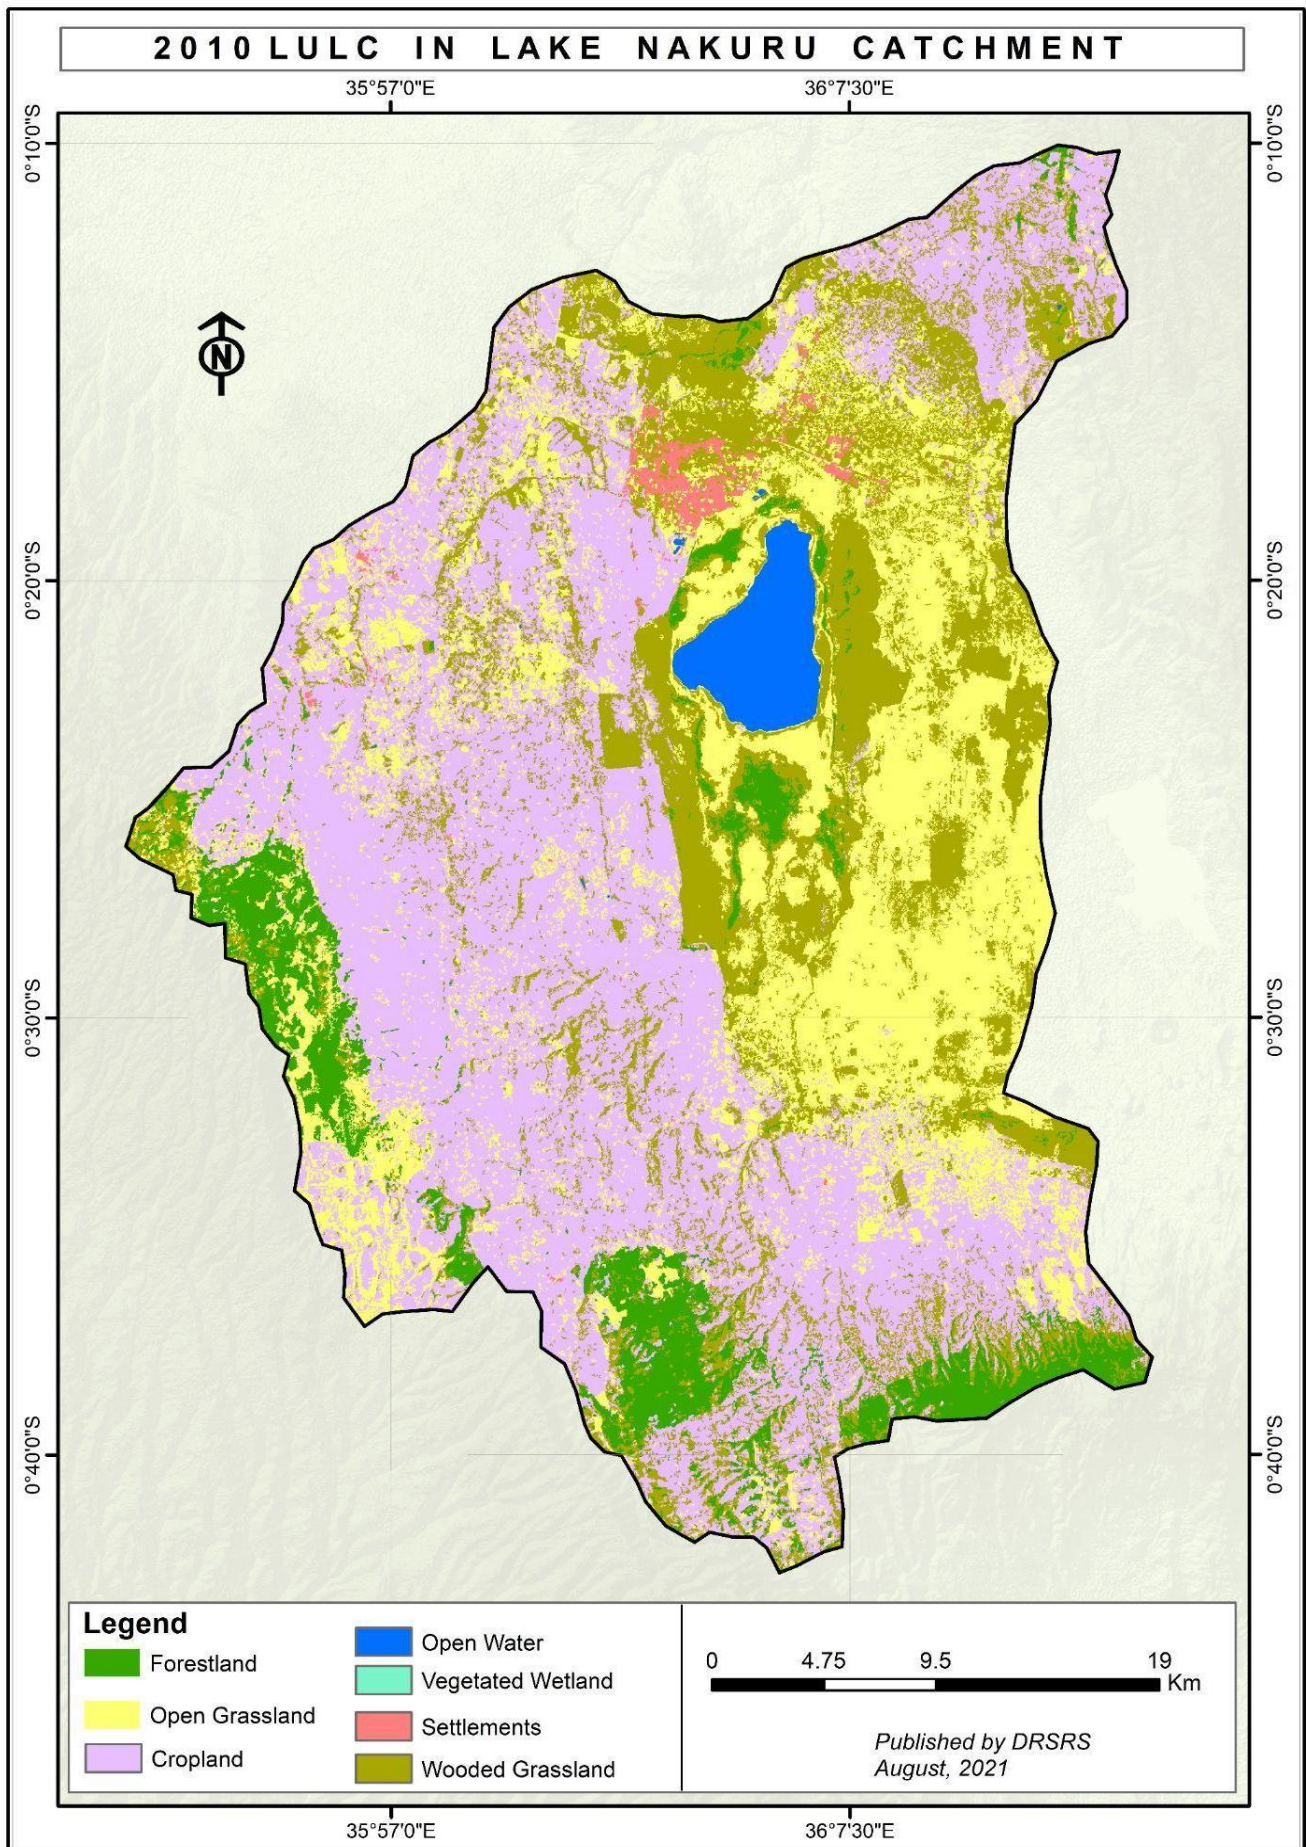 2010 LULC IN LAKE NAKURU CATCHMENT
35°57'0"E 36°7'30"E
0°10'0"S 0°10'0"S
N
0°20'0"S 0°20'0"S
0°30'0"S 0°30'0"S
0°40'0"S 0°40'0"S
Legend
Forestland
Open Grassland
Cropland
Open Water
Vegetated Wetland
Settlements
Wooded Grassland
0 4.75 9.5 19
Km
Published by DRSRS
August, 2021
35°57'0"E 36°7'30"E